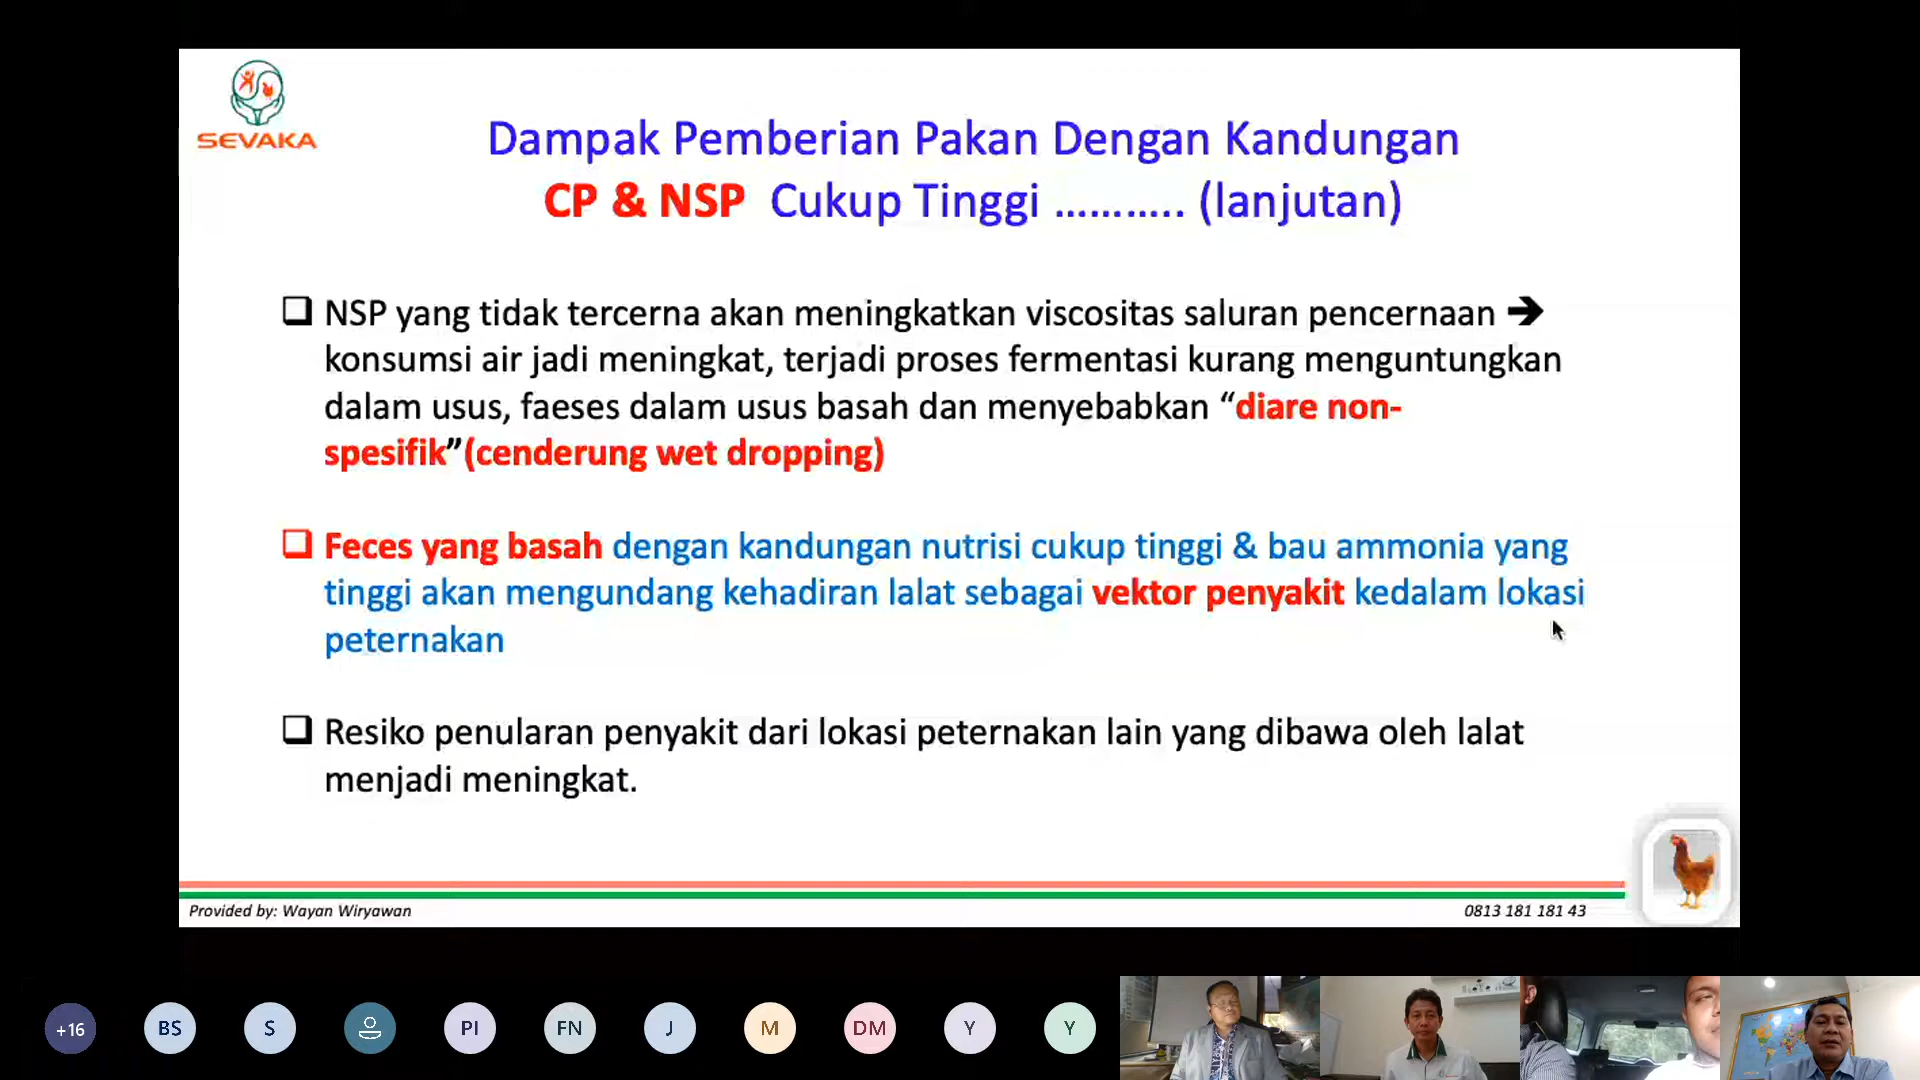 SEVAKA
Dampak Pemberian Pakan Dengan Kandungan
CP & NSP Cukup Tinggi ……….. (lanjutan)
NSP yang tidak tercerna akan meningkatkan viscositas saluran pencernaan ➔
konsumsi air jadi meningkat, terjadi proses fermentasi kurang menguntungkan
dalam usus, faeses dalam usus basah dan menyebabkan “diare non-
spesifik”(cenderung wet dropping)
Feces yang basah dengan kandungan nutrisi cukup tinggi & bau ammonia yang
tinggi akan mengundang kehadiran lalat sebagai vektor penyakit kedalam lokasi
peternakan
Resiko penularan penyakit dari lokasi peternakan lain yang dibawa oleh lalat
menjadi meningkat.
Provided by: Wayan Wiryawan
0813 181 181 43
+16
BS
S
PI
FN
J
M
DM
Y
Y